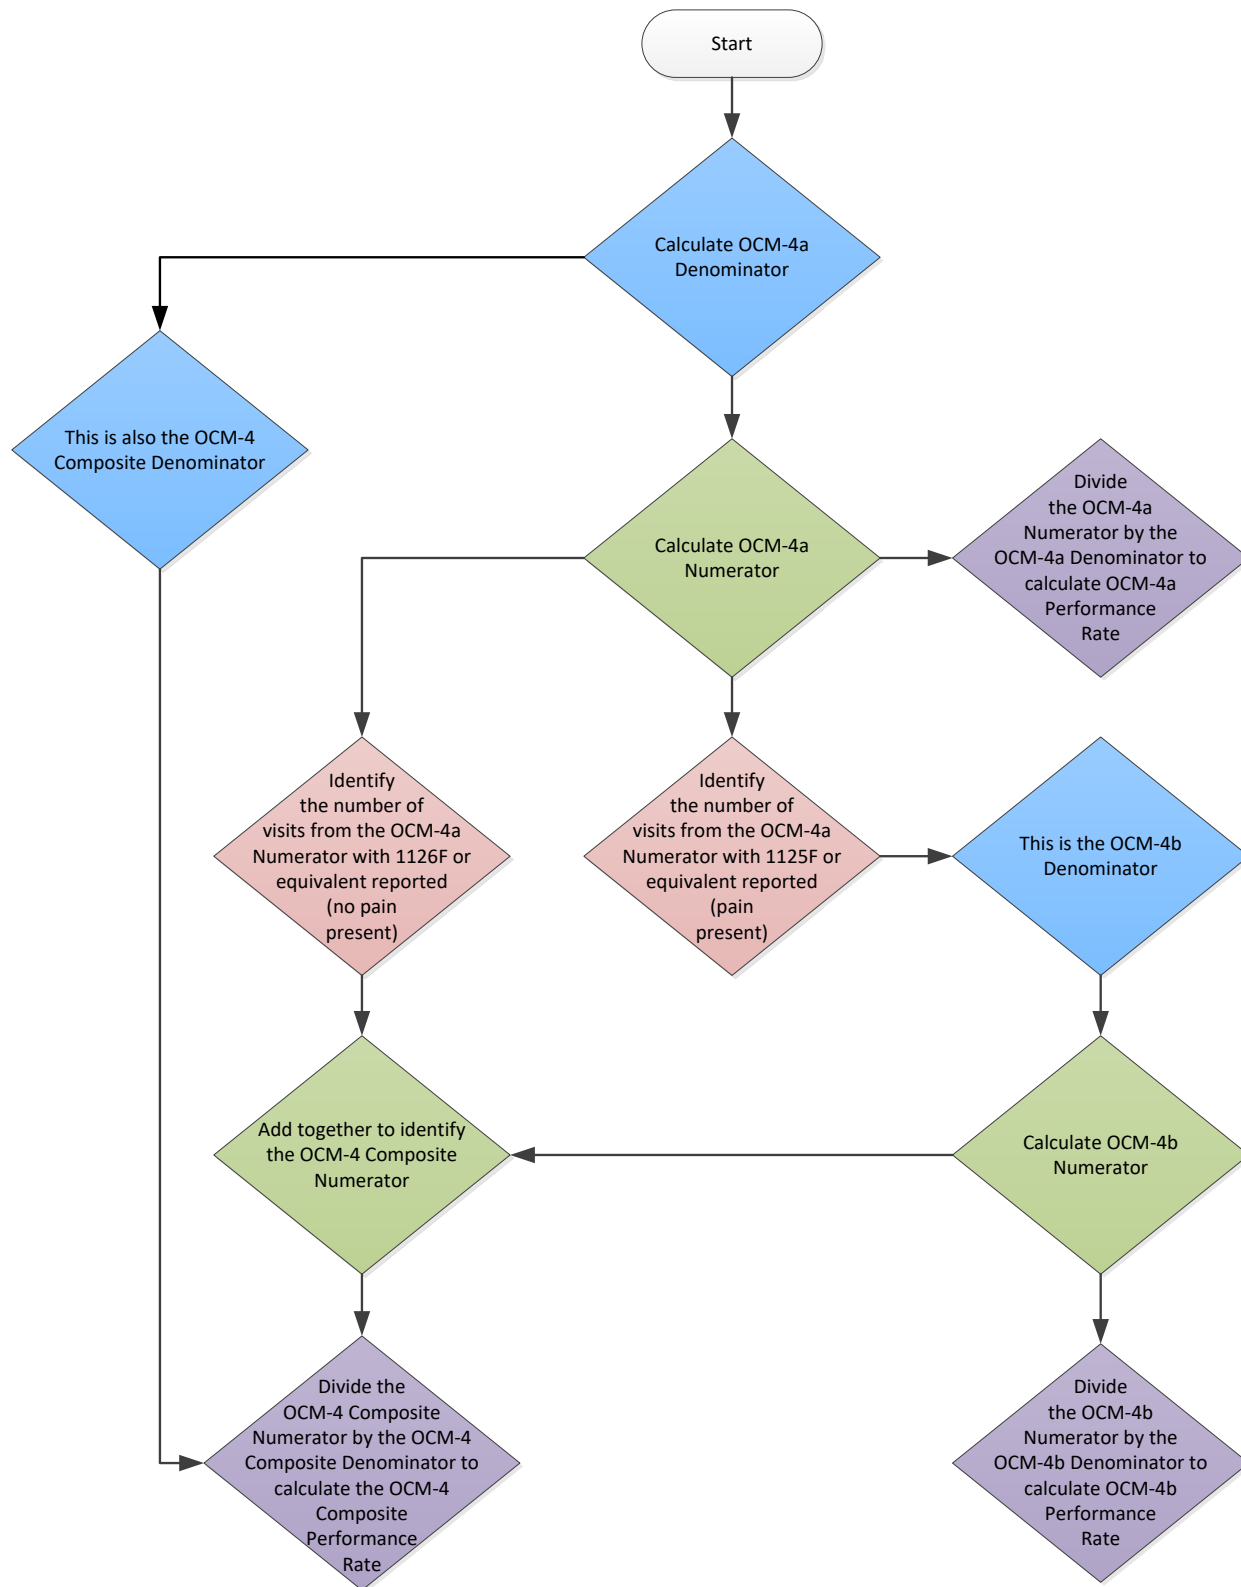 Start
Calculate OCM-4a
Denominator
This is also the OCM-4
Composite Denominator
Calculate OCM-4a
Numerator
Divide
the OCM-4a
Numerator by the
OCM-4a Denominator to
calculate OCM-4a
Performance
Rate
Identify
the number of
visits from the OCM-4a
Numerator with 1126F or
equivalent reported
(no pain
present)
Identify
the number of
visits from the OCM-4a
Numerator with 1125F or
equivalent reported
(pain
present)
This is the OCM-4b
Denominator
Add together to identify
the OCM-4 Composite
Numerator
Calculate OCM-4b
Numerator
Divide the
OCM-4 Composite
Numerator by the OCM-4
Composite Denominator to
calculate the OCM-4
Composite
Performance
Rate
Divide
the OCM-4b
Numerator by the
OCM-4b Denominator to
calculate OCM-4b
Performance
Rate